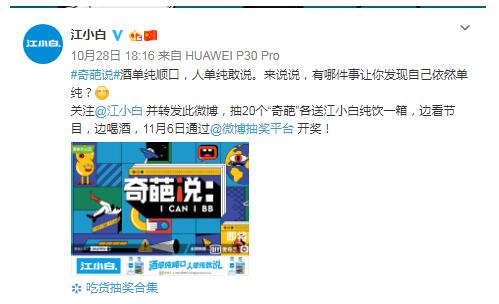 江小白
江小白
10月28日 18:16 来自 HUAWEI P30 Pro
#奇葩说#酒单纯顺口，人单纯敢说。来说说，有哪件事让你发现自己依然单
纯？
关注@江小白 并转发此微博，抽20个“奇葩”各送江小白纯饮一箱，边看节
目，边喝酒，11月6日通过@微博抽奖平台 开奖！
奇葩说：
I CAN I BB
江小白
酒单纯顺口 人单纯敢说
吃货抽奖合集